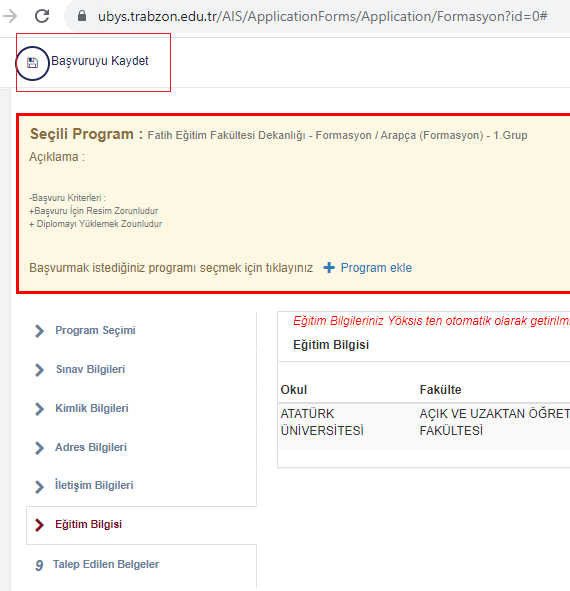 ubys.trabzon.edu.tr/AIS/ApplicationForms/Application/Formasyon?id=0#
Başvuruyu Kaydet
Seçili Program : Fatih Eğitim Fakültesi Dekanlığı - Formasyon / Arapça (Formasyon) - 1.Grup
Açıklama :
-Başvuru Kriterleri :
+Başvuru İçin Resim Zorunludur
+ Diplomayı Yüklemek Zounludur
Başvurmak istediğiniz programı seçmek için tıklayınız + Program ekle
Program Seçimi
Sınav Bilgileri
Kimlik Bilgileri
Adres Bilgileri
İletişim Bilgileri
Eğitim Bilgisi
9 Talep Edilen Belgeler
Eğitim Bilgileriniz Yöksis ten otomatik olarak getirilm
Eğitim Bilgisi
Okul Fakülte
ATATÜRK AÇIK VE UZAKTAN ÖĞRET
ÜNİVERSİTESİ FAKÜLTESİ